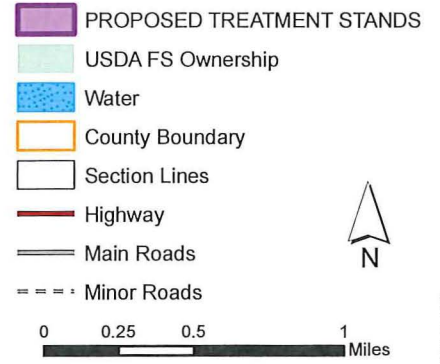 PROPOSED TREATMENT STANDS
USDA FS Ownership
Water
County Boundary
Section Lines
Highway
Main Roads
Minor Roads
N
0 0.25 0.5 1
Miles